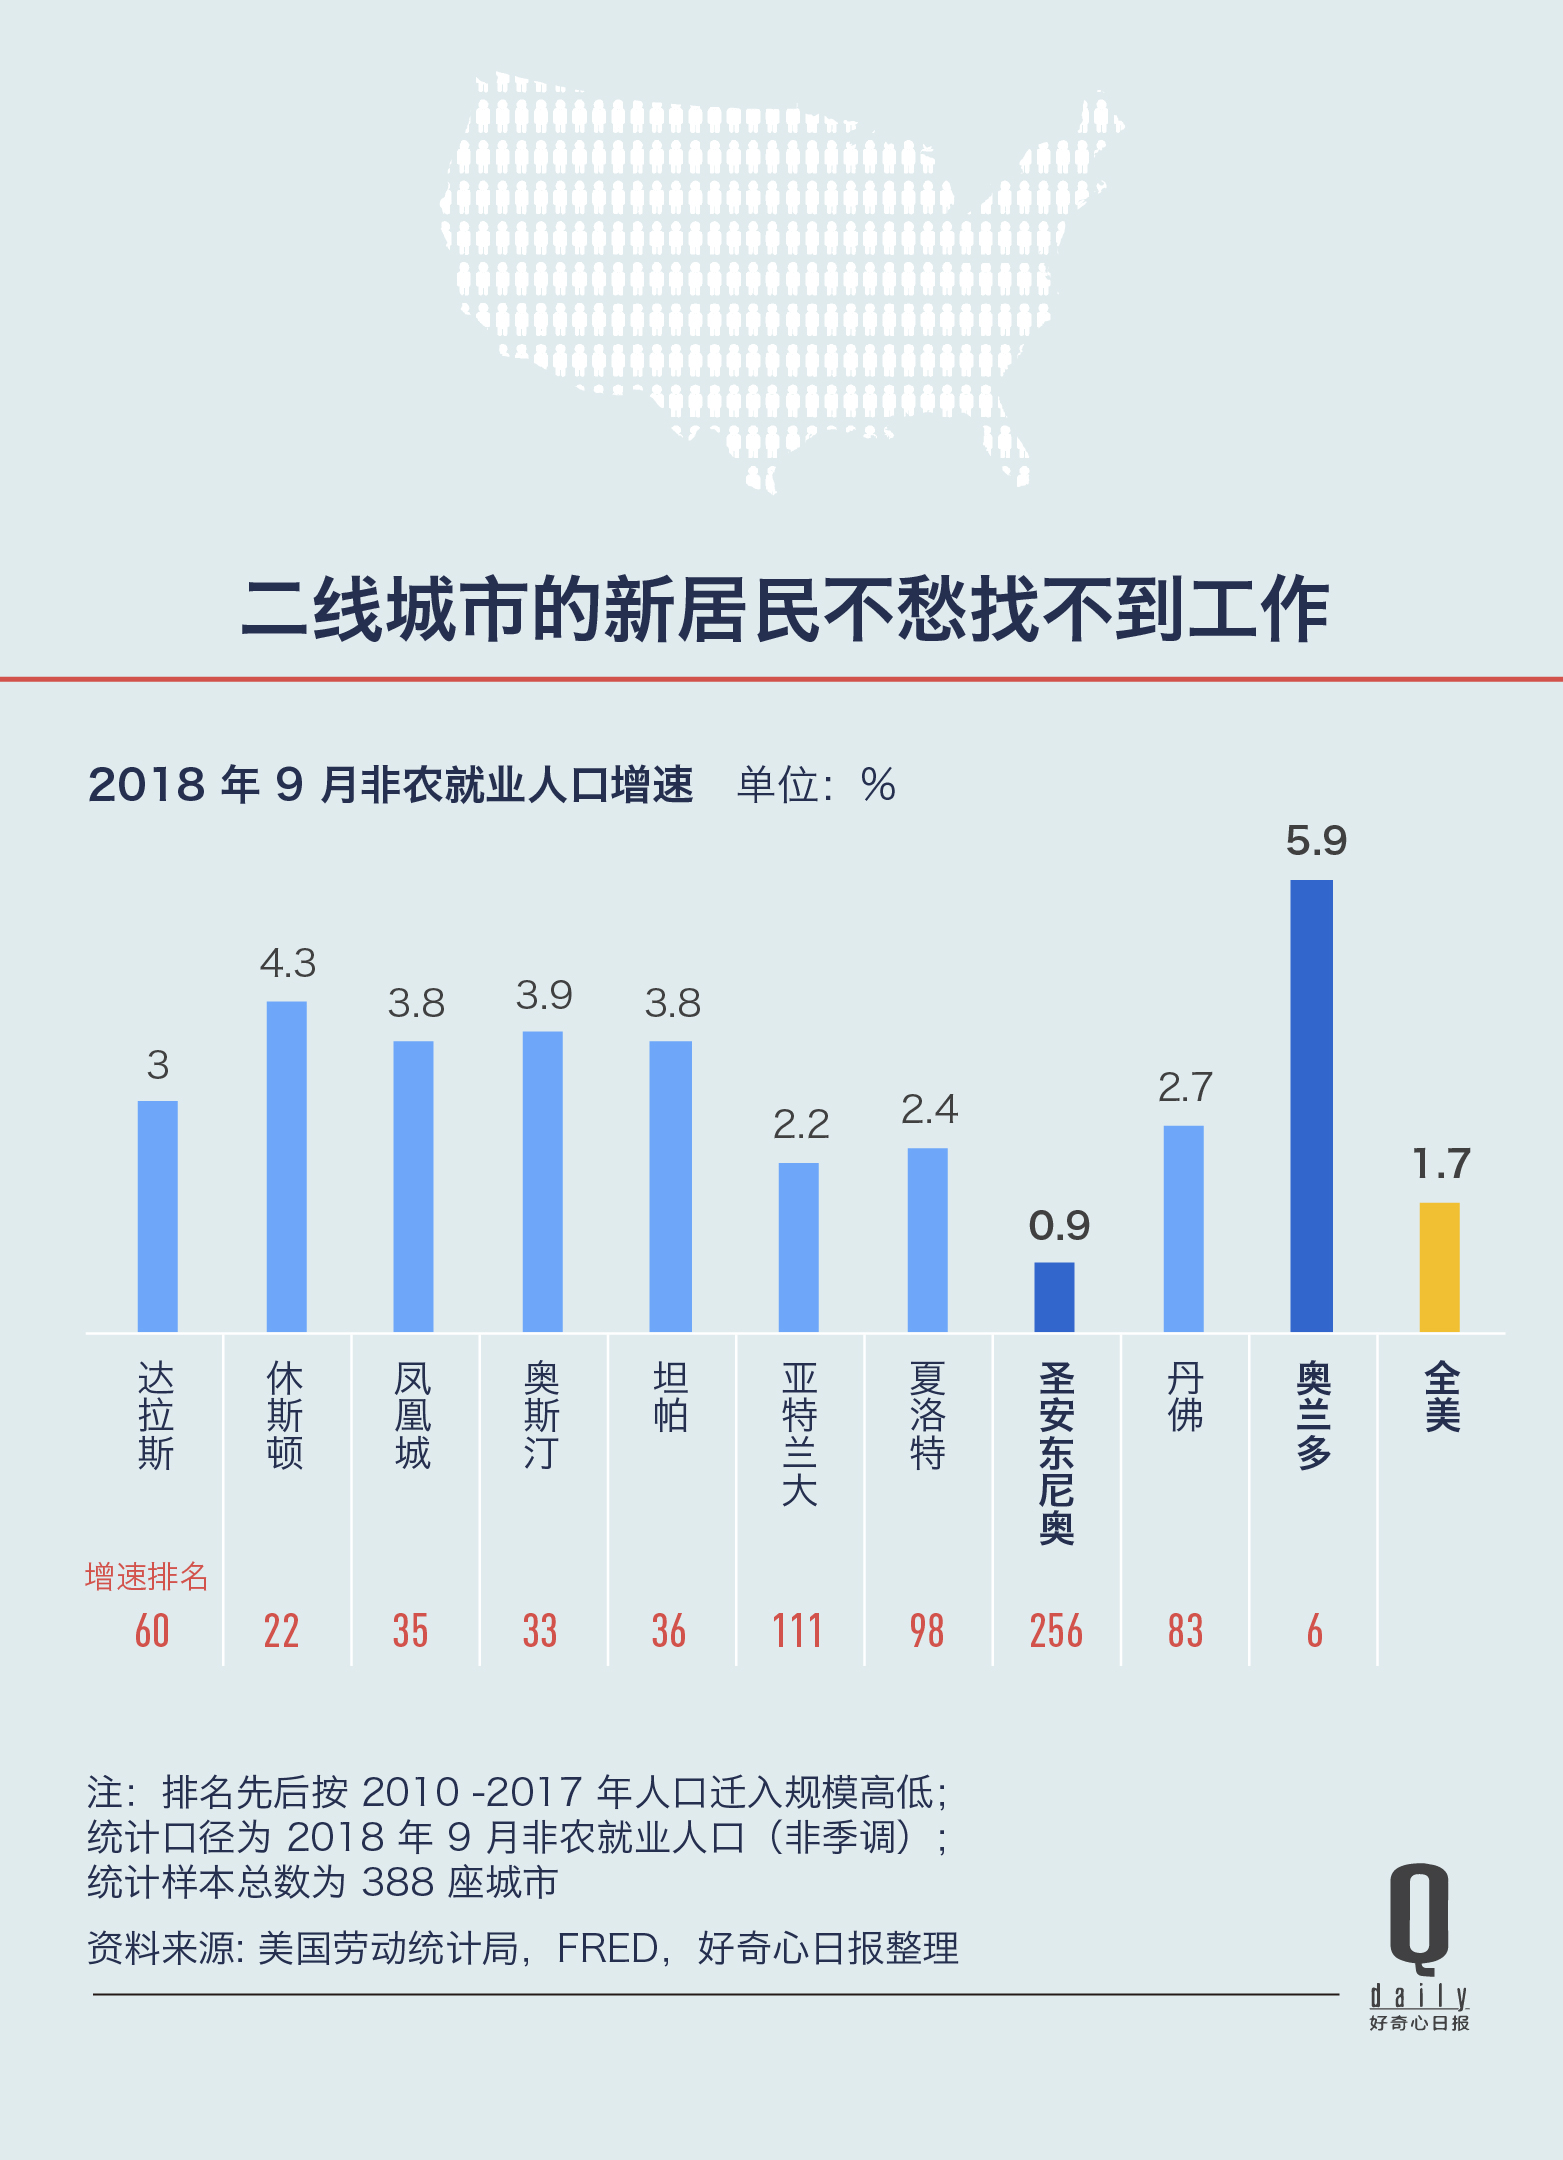 二线城市的新居民不愁找不到工作
2018 年 9 月非农就业人口增速 单位：%
5.9
4.3
3.8
3.9
3.8
3
2.2
2.4
2.7
1.7
0.9
达拉斯
休斯顿
凤凰城
奥斯汀
坦帕
亚特兰大
夏洛特
圣安东尼奥
丹佛
奥兰多
全美
增速排名
60 22 35 33 36 111 98 256 83 6
注：排名先后按 2010 -2017 年人口迁入规模高低；
统计口径为 2018 年 9 月非农就业人口（非季调）；
统计样本总数为 388 座城市
资料来源: 美国劳动统计局，FRED，好奇心日报整理
Q
daily
好奇心日报